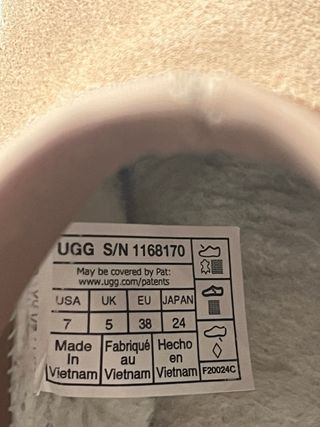 UGG S/N 1168170
May be covered by Pat:
www.ugg.com/patents
USA UK EU JAPAN
7 5 38 24
Made In Vietnam
Fabriqué au Vietnam
Hecho en Vietnam
F20024C